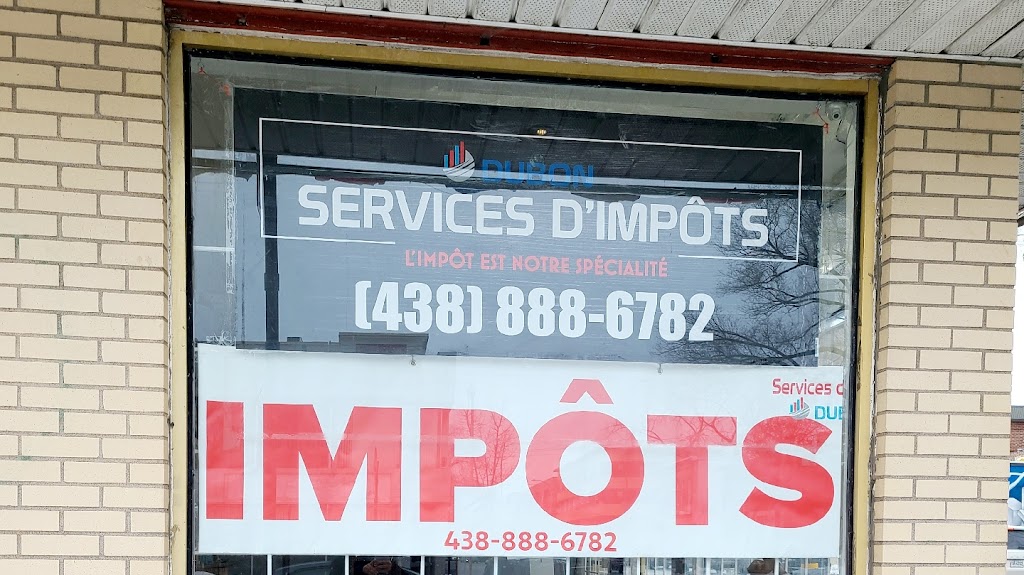 DUBON
SERVICES D'IMPÔTS
L'IMPÔT EST NOTRE SPÉCIALITÉ
(438) 888-6782
Services d
DUB
IMPÔTS
438-888-6782